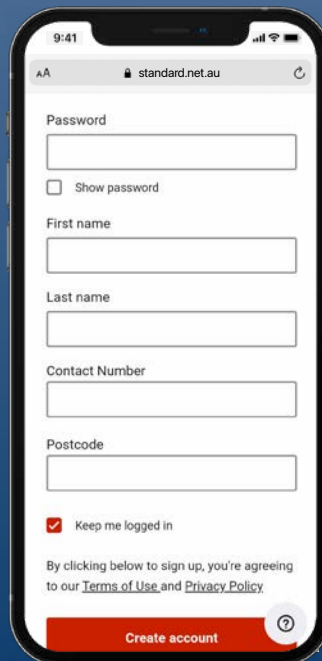 9:41
AA standard.net.au
Password
Show password
First name
Last name
Contact Number
Postcode
Keep me logged in
By clicking below to sign up, you're agreeing
to our Terms of Use and Privacy Policy
?
Create account